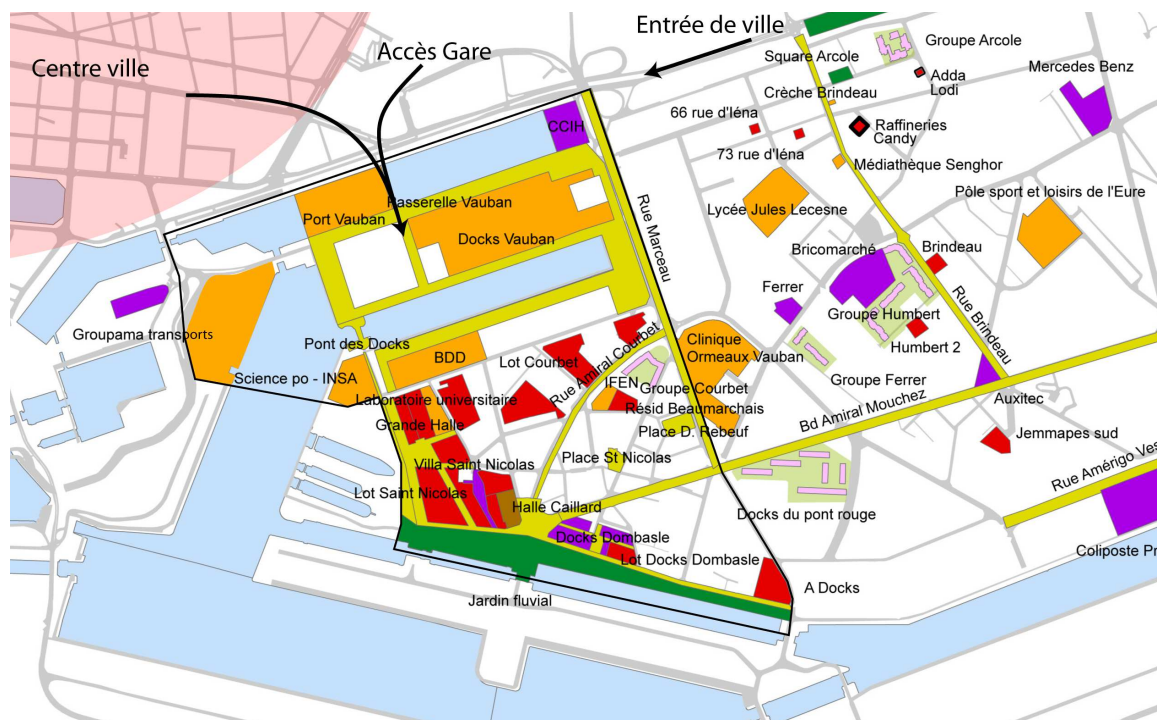 Entrée de ville
Accès Gare
Centre ville
Square Arcole
Groupe Arcole
Adda
Lodi
Mercedes Benz
Crèche Brindeau
66 rue d'Iéna
CCIH
Raffineries
Candy
73 rue d'Iéna
Médiathèque Senghor
Pôle sport et loisirs de l'Eure
Passerelle Vauban
Port Vauban
Lycée Jules Lecesne
Rue Marceau
Docks Vauban
Bricomarché
Brindeau
Ferrer
Groupe Humbert
Rue Brindeau
Groupama transports
Pont des Docks
Humbert 2
Clinique
Ormeaux Vauban
BDD
Lot Courbet
Rue Amiral Courbet
Science po - INSA
IFEN
Groupe Courbet
Groupe Ferrer
Laboratoire universitaire
Résid Beaumarchais
Auxitec
Grande Halle
Place D. Rebeuf
Bd Amiral Mouchez
Jemmapes sud
Villa Saint Nicolas
Place St Nicolas
Rue Amérigo Ves
Lot Saint Nicolas
Halle Caillard
Docks du pont rouge
Docks Dombasle
Lot Docks Dombasle
Coliposte Pr
A Docks
Jardin fluvial